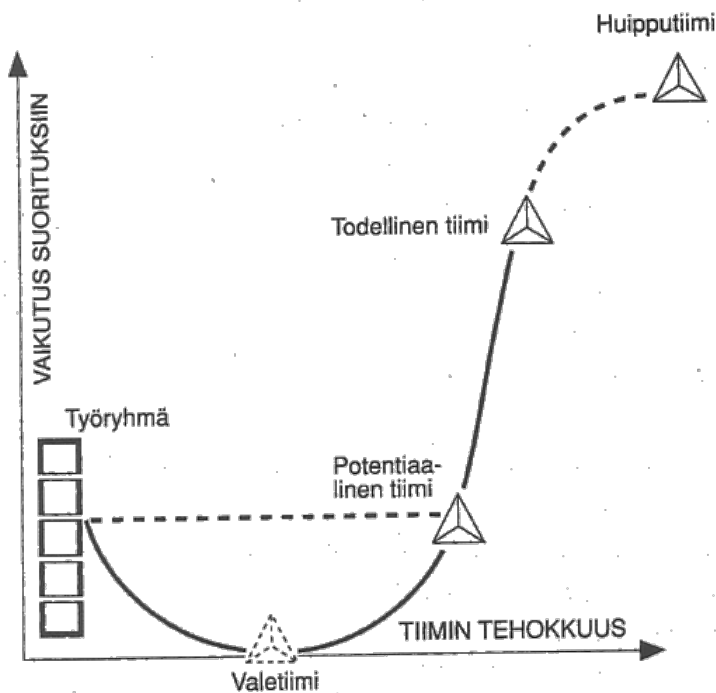 Huipputiimi
VAIKUTUS SUORITUKSIIN
Todellinen tiimi
Työryhmä
Potentiaa-
linen tiimi
TIIMIN TEHOKKUUS
Valetiimi